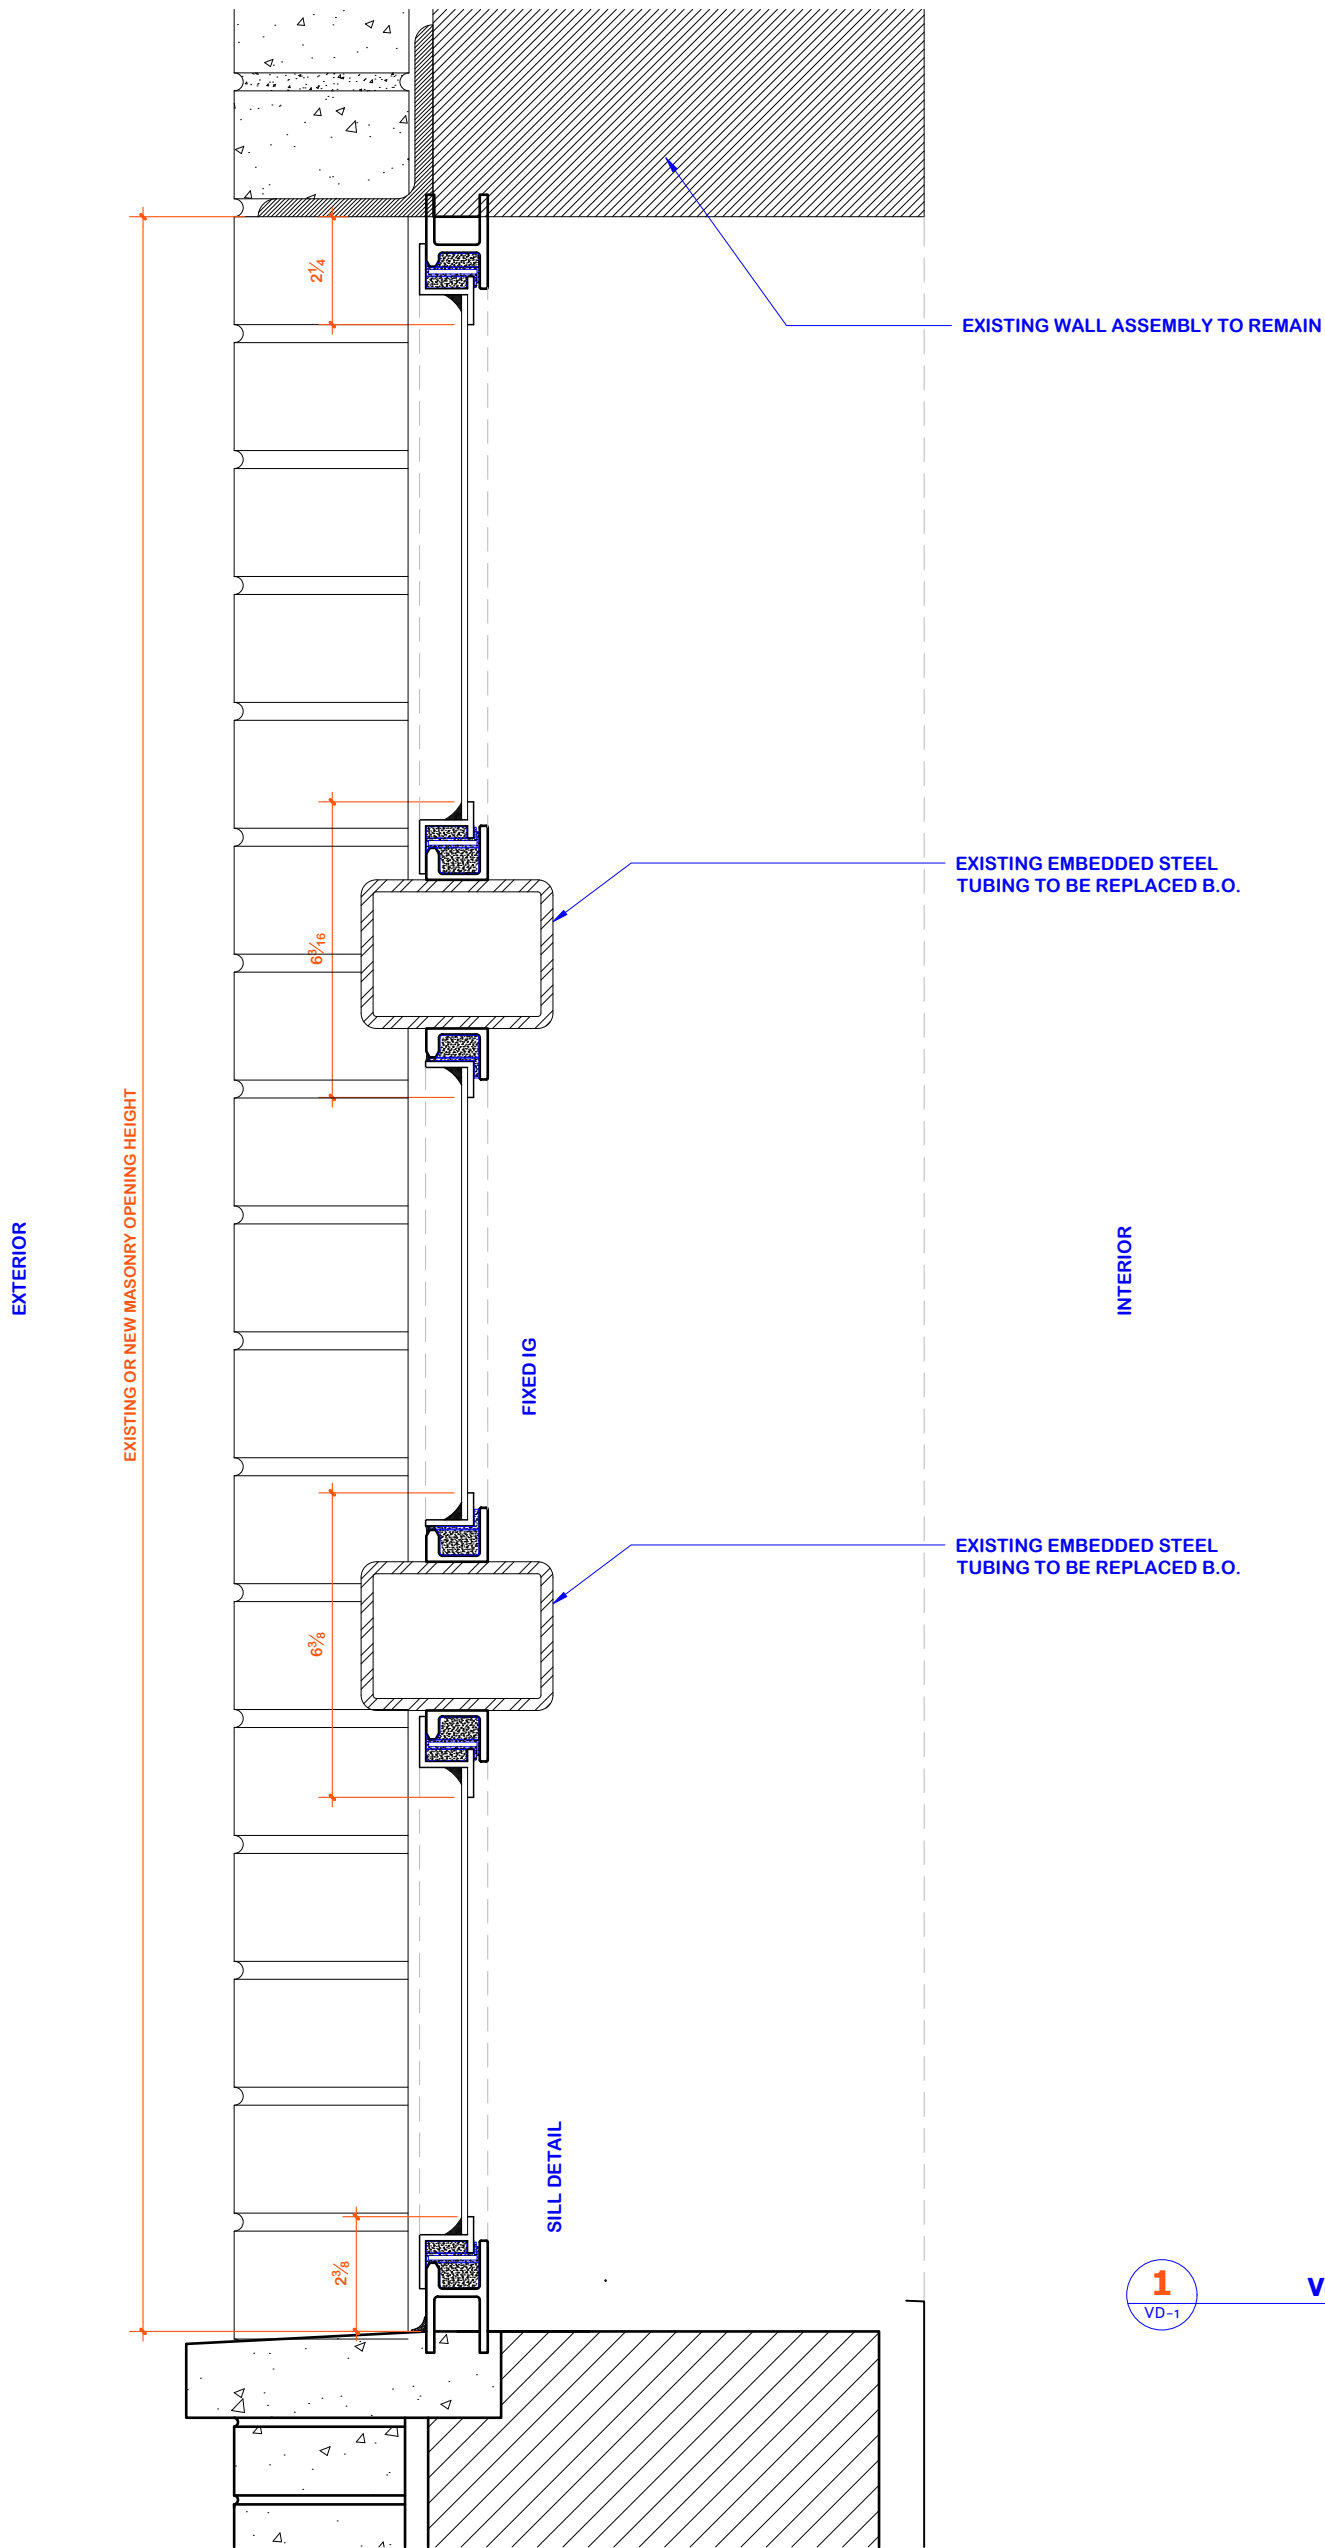 2¼
EXISTING WALL ASSEMBLY TO REMAIN
EXISTING EMBEDDED STEEL
TUBING TO BE REPLACED B.O.
6³⁄₁₆
EXISTING OR NEW MASONRY OPENING HEIGHT
EXTERIOR
INTERIOR
FIXED IG
EXISTING EMBEDDED STEEL
TUBING TO BE REPLACED B.O.
6⅜
SILL DETAIL
2⅜
1
VD-1
V